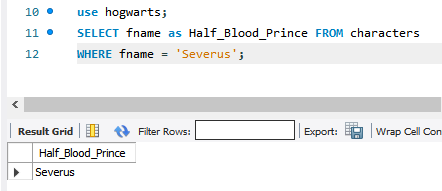 10 use hogwarts;
11 SELECT fname as Half_Blood_Prince FROM characters
12 WHERE fname = 'Severus';
Result Grid Filter Rows: Export: Wrap Cell Con
Half_Blood_Prince
Severus